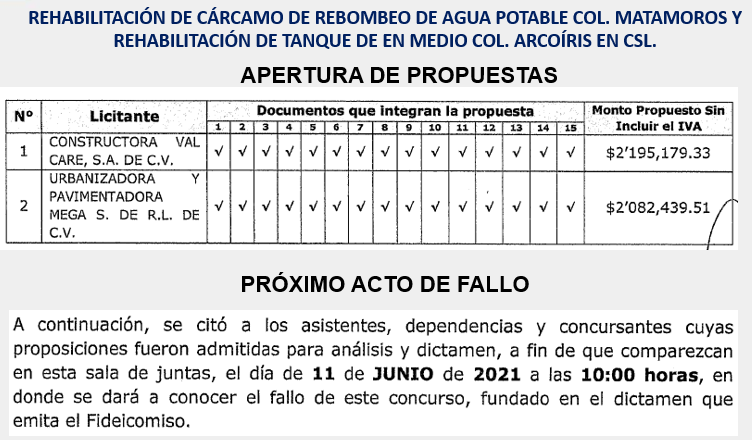 REHABILITACIÓN DE CÁRCAMO DE REBOMBEO DE AGUA POTABLE COL. MATAMOROS Y
REHABILITACIÓN DE TANQUE DE EN MEDIO COL. ARCOÍRIS EN CSL.
APERTURA DE PROPUESTAS
Nº Licitante Documentos que integran la propuesta Monto Propuesto Sin
Incluir el IVA
1 2 3 4 5 6 7 8 9 10 11 12 13 14 15
1 CONSTRUCTORA VAL
CARE, S.A. DE C.V. √ √ √ √ √ √ √ √ √ √ √ √ √ √ √ $2'195,179.33
2 URBANIZADORA Y
PAVIMENTADORA
MEGA S. DE R.L. DE
C.V. √ √ √ √ √ √ √ √ √ √ √ √ √ √ √ $2'082,439.51
PRÓXIMO ACTO DE FALLO
A continuación, se citó a los asistentes, dependencias y concursantes cuyas
proposiciones fueron admitidas para análisis y dictamen, a fin de que comparezcan
en esta sala de juntas, el día de 11 de JUNIO de 2021 a las 10:00 horas, en
donde se dará a conocer el fallo de este concurso, fundado en el dictamen que
emita el Fideicomiso.